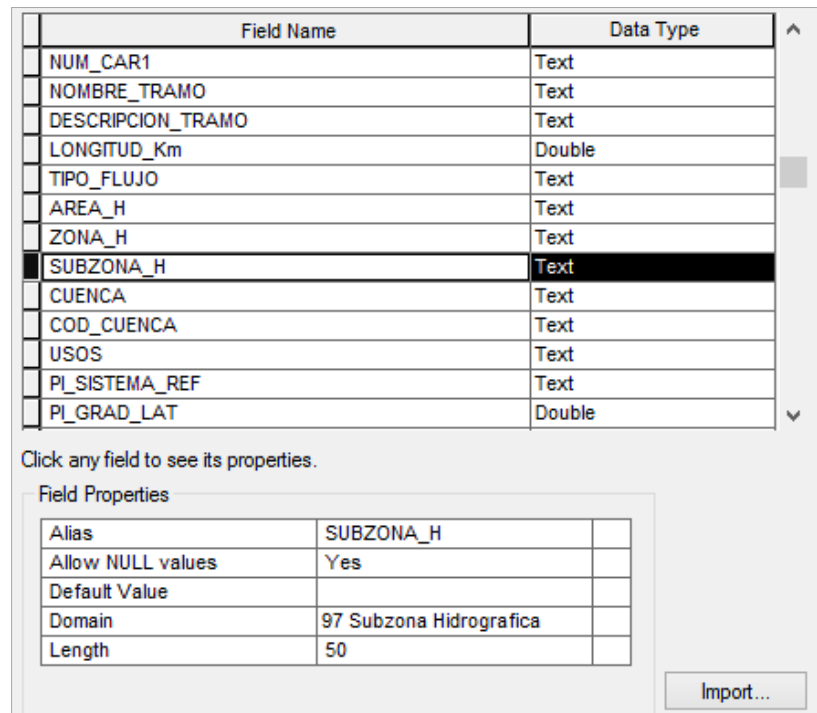 Field Name Data Type
NUM_CAR1 Text
NOMBRE_TRAMO Text
DESCRIPCION_TRAMO Text
LONGITUD_Km Double
TIPO_FLUJO Text
AREA_H Text
ZONA_H Text
SUBZONA_H Text
CUENCA Text
COD_CUENCA Text
USOS Text
PI_SISTEMA_REF Text
PI_GRAD_LAT Double
Click any field to see its properties.
Field Properties
Alias SUBZONA_H
Allow NULL values Yes
Default Value
Domain 97 Subzona Hidrografica
Length 50
Import...